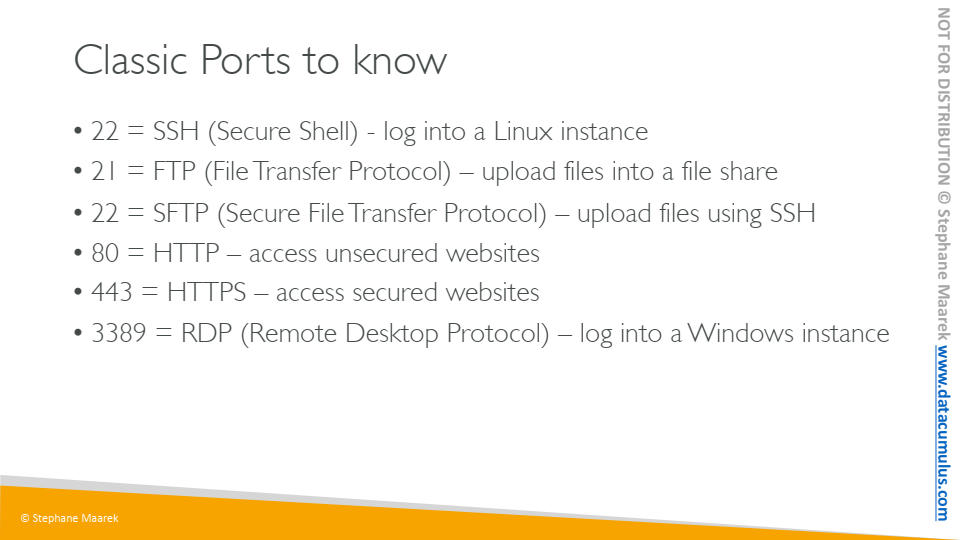 Classic Ports to know
• 22 = SSH (Secure Shell) - log into a Linux instance
• 21 = FTP (File Transfer Protocol) – upload files into a file share
• 22 = SFTP (Secure File Transfer Protocol) – upload files using SSH
• 80 = HTTP – access unsecured websites
• 443 = HTTPS – access secured websites
• 3389 = RDP (Remote Desktop Protocol) – log into a Windows instance
NOT FOR DISTRIBUTION © Stephane Maarek www.datacumulus.com
© Stephane Maarek